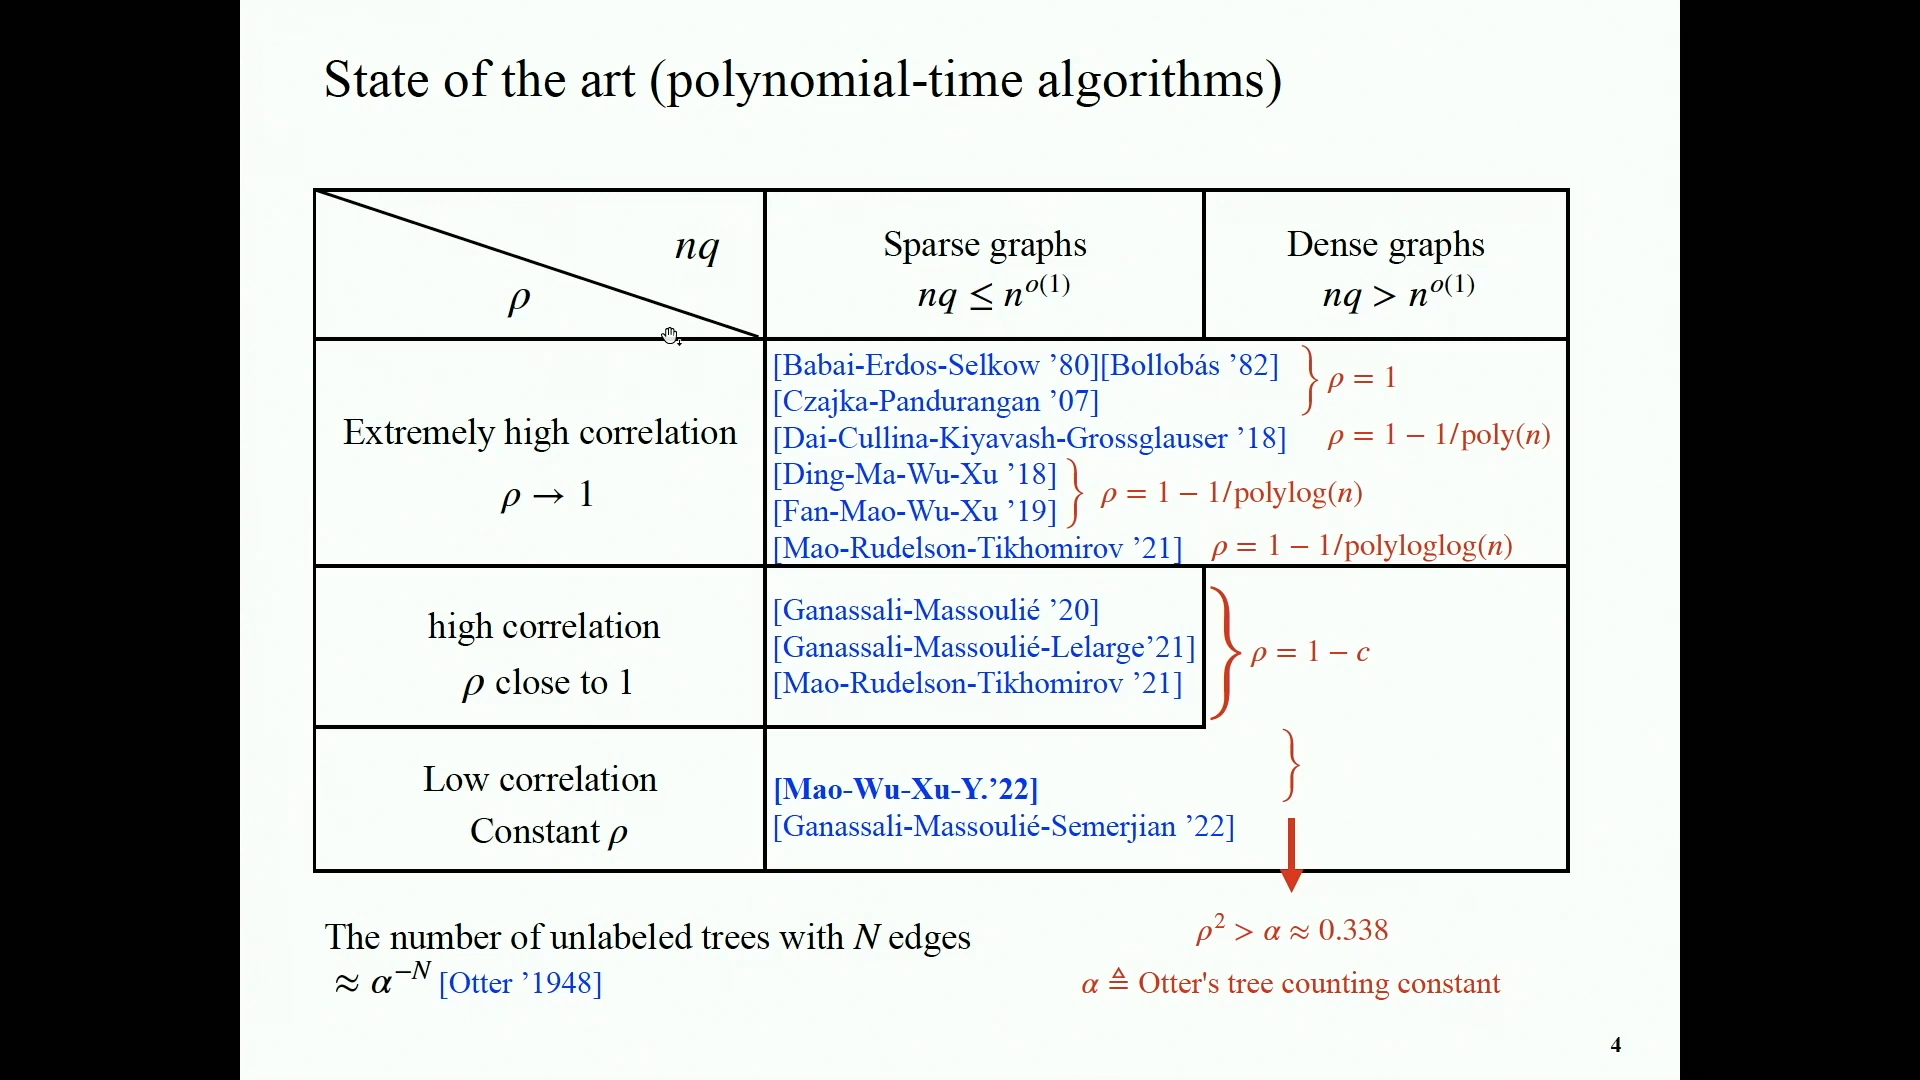 State of the art (polynomial-time algorithms)
nq
ρ
Sparse graphs
nq ≤ n^{o(1)}
Dense graphs
nq > n^{o(1)}
Extremely high correlation
ρ → 1
[Babai-Erdos-Selkow ’80][Bollobás ’82]
[Czajka-Pandurangan ’07]
ρ = 1
[Dai-Cullina-Kiyavash-Grossglauser ’18] ρ = 1 − 1/poly(n)
[Ding-Ma-Wu-Xu ’18]
[Fan-Mao-Wu-Xu ’19]
ρ = 1 − 1/polylog(n)
[Mao-Rudelson-Tikhomirov ’21] ρ = 1 − 1/polyloglog(n)
high correlation
ρ close to 1
[Ganassali-Massoulié ’20]
[Ganassali-Massoulié-Lelarge’21]
[Mao-Rudelson-Tikhomirov ’21]
ρ = 1 − c
Low correlation
Constant ρ
[Mao-Wu-Xu-Y.’22]
[Ganassali-Massoulié-Semerjian ’22]
The number of unlabeled trees with N edges
≈ α^{−N} [Otter ’1948]
ρ² > α ≈ 0.338
α ≜ Otter's tree counting constant
4